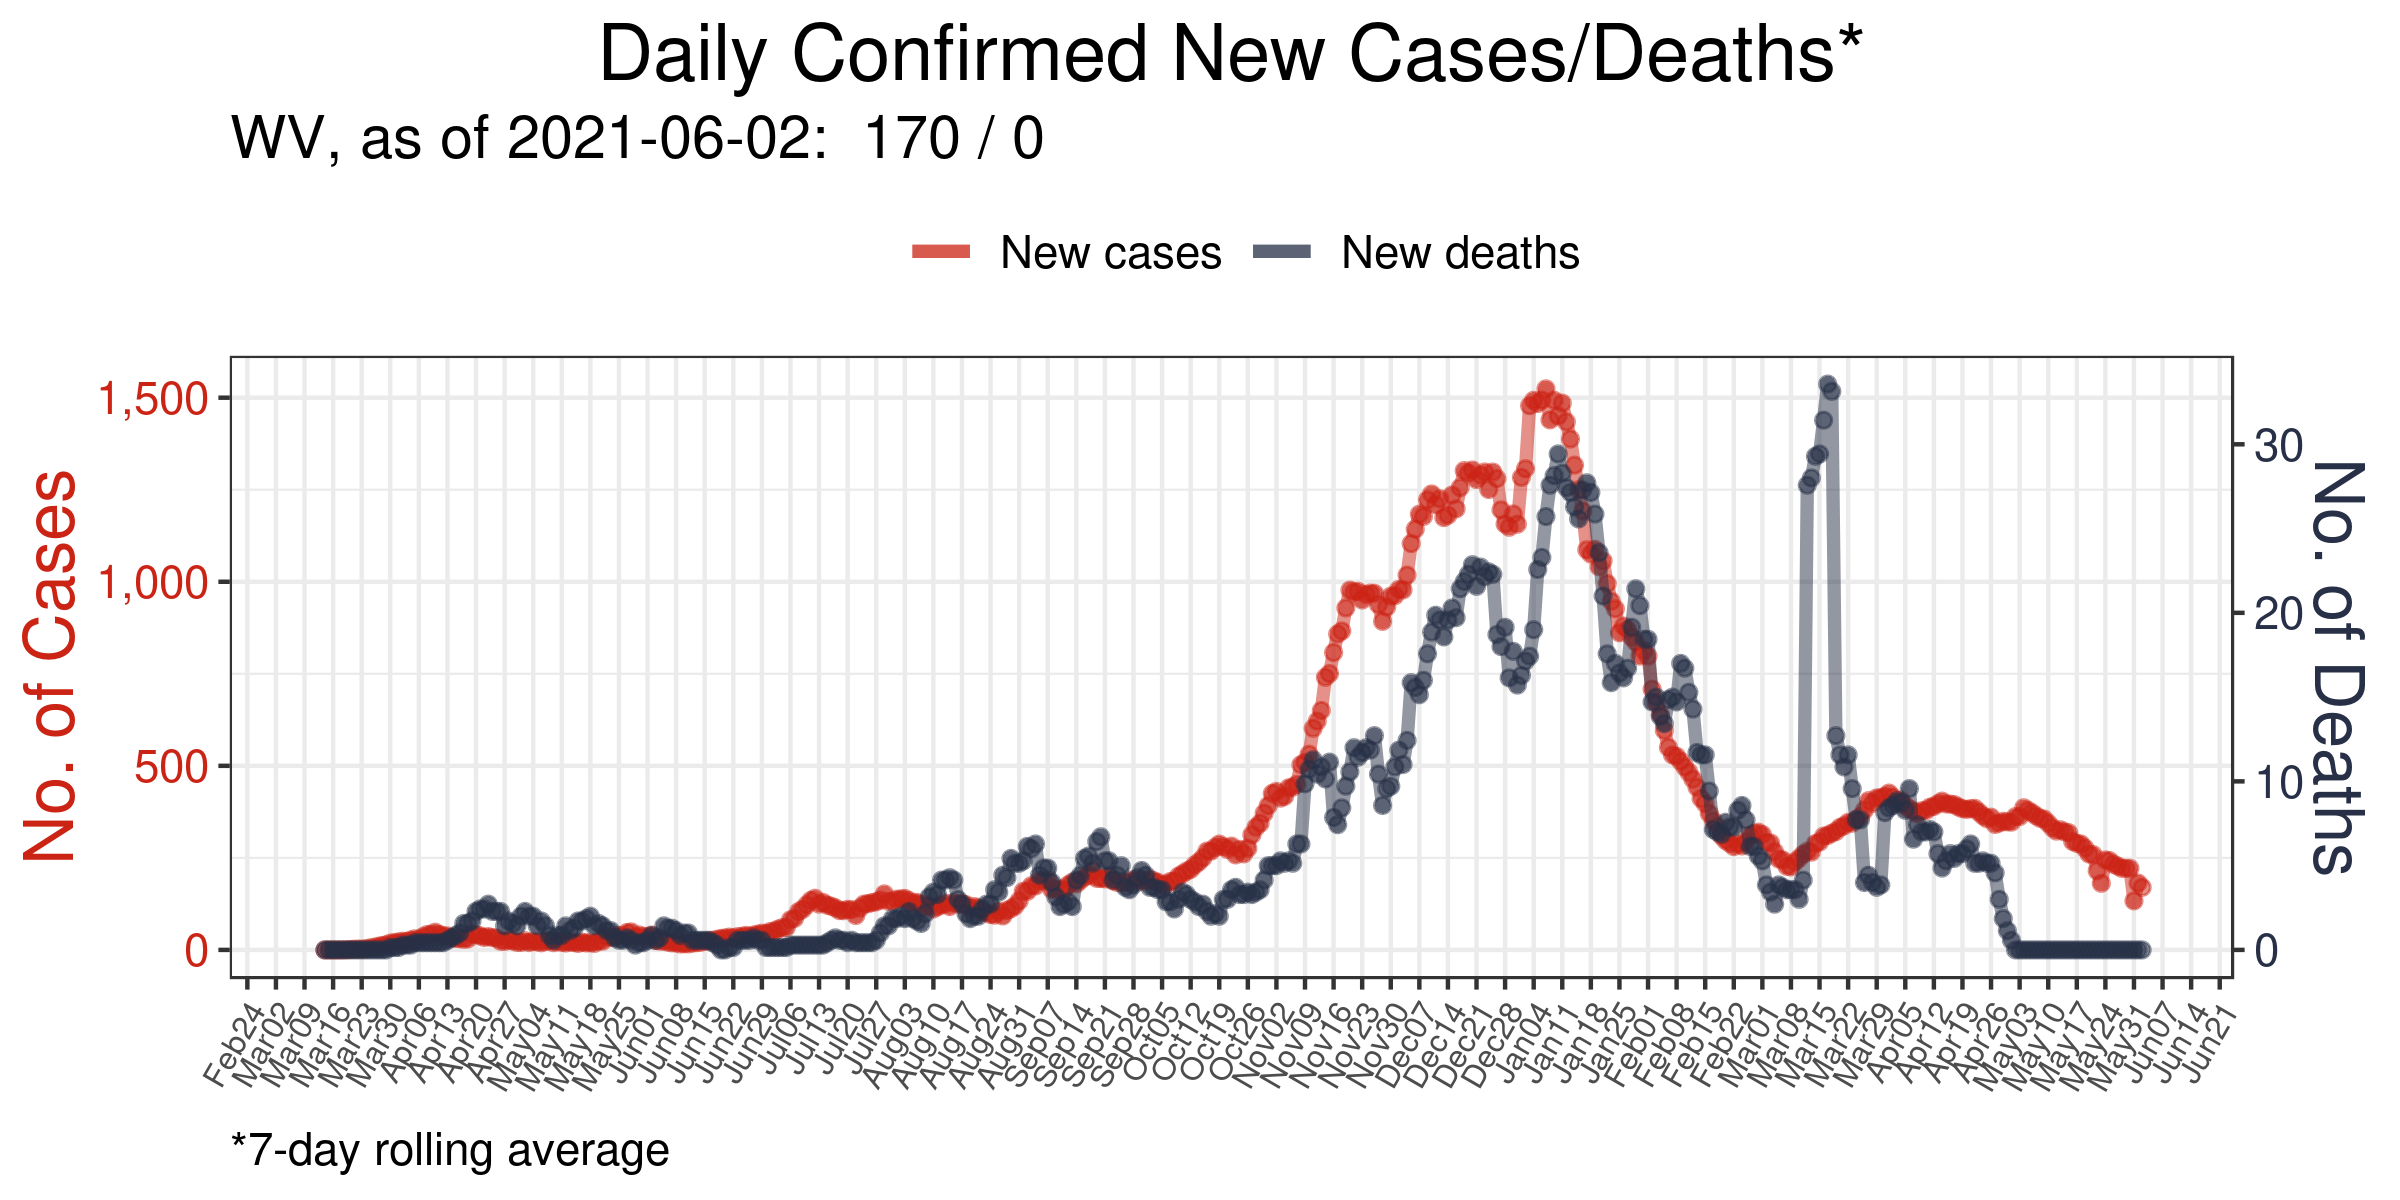 Daily Confirmed New Cases/Deaths*
WV, as of 2021-06-02:  170 / 0
New cases
New deaths
No. of Cases
1,500
1,000
500
0
30
20
10
0
No. of Deaths
Feb24
Mar02
Mar09
Mar16
Mar23
Mar30
Apr06
Apr13
Apr20
Apr27
May04
May11
May18
May25
Jun01
Jun08
Jun15
Jun22
Jun29
Jul06
Jul13
Jul20
Jul27
Aug03
Aug10
Aug17
Aug24
Aug31
Sep07
Sep14
Sep21
Sep28
Oct05
Oct12
Oct19
Oct26
Nov02
Nov09
Nov16
Nov23
Nov30
Dec07
Dec14
Dec21
Dec28
Jan04
Jan11
Jan18
Jan25
Feb01
Feb08
Feb15
Feb22
Mar01
Mar08
Mar15
Mar22
Mar29
Apr05
Apr12
Apr19
Apr26
May03
May10
May17
May24
May31
Jun07
Jun14
Jun21
*7-day rolling average